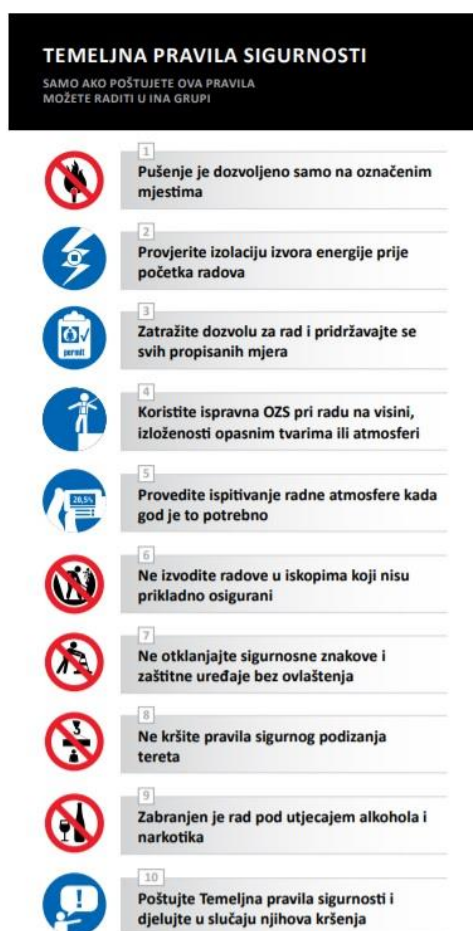 TEMELJNA PRAVILA SIGURNOSTI
SAMO AKO POŠTUJETE OVA PRAVILA
MOŽETE RADITI U INA GRUPI
1
Pušenje je dozvoljeno samo na označenim
mjestima
2
Provjerite izolaciju izvora energije prije
početka radova
3
permit
Zatražite dozvolu za rad i pridržavajte se
svih propisanih mjera
4
Koristite ispravna OZS pri radu na visini,
izloženosti opasnim tvarima ili atmosferi
5
20,5%
Provedite ispitivanje radne atmosfere kada
god je to potrebno
6
Ne izvodite radove u iskopima koji nisu
prikladno osigurani
7
Ne otklanjajte sigurnosne znakove i
zaštitne uređaje bez ovlaštenja
8
Ne kršite pravila sigurnog podizanja
tereta
9
Zabranjen je rad pod utjecajem alkohola i
narkotika
10
!
Poštujte Temeljna pravila sigurnosti i
djelujte u slučaju njihova kršenja